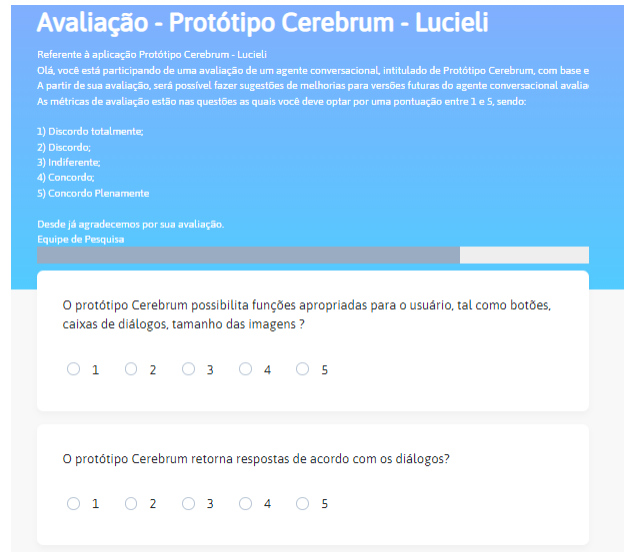 Avaliação - Protótipo Cerebrum - Lucieli
Referente à aplicação Protótipo Cerebrum - Lucieli
Olá, você está participando de uma avaliação de um agente conversacional, intitulado de Protótipo Cerebrum, com base e
A partir de sua avaliação, será possível fazer sugestões de melhorias para versões futuras do agente conversacional avalia
As métricas de avaliação estão nas questões as quais você deve optar por uma pontuação entre 1 e 5, sendo:
1) Discordo totalmente;
2) Discordo;
3) Indiferente;
4) Concordo;
5) Concordo Plenamente
Desde já agradecemos por sua avaliação.
Equipe de Pesquisa
O protótipo Cerebrum possibilita funções apropriadas para o usuário, tal como botões,
caixas de diálogos, tamanho das imagens ?
1 2 3 4 5
O protótipo Cerebrum retorna respostas de acordo com os diálogos?
1 2 3 4 5